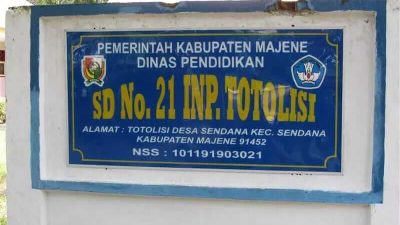 PEMERINTAH KABUPATEN MAJENE
DINAS PENDIDIKAN
SD No. 21 INP. TOTOLISI
ALAMAT : TOTOLISI DESA SENDANA KEC. SENDANA
KABUPATEN MAJENE 91452
NSS : 101191903021